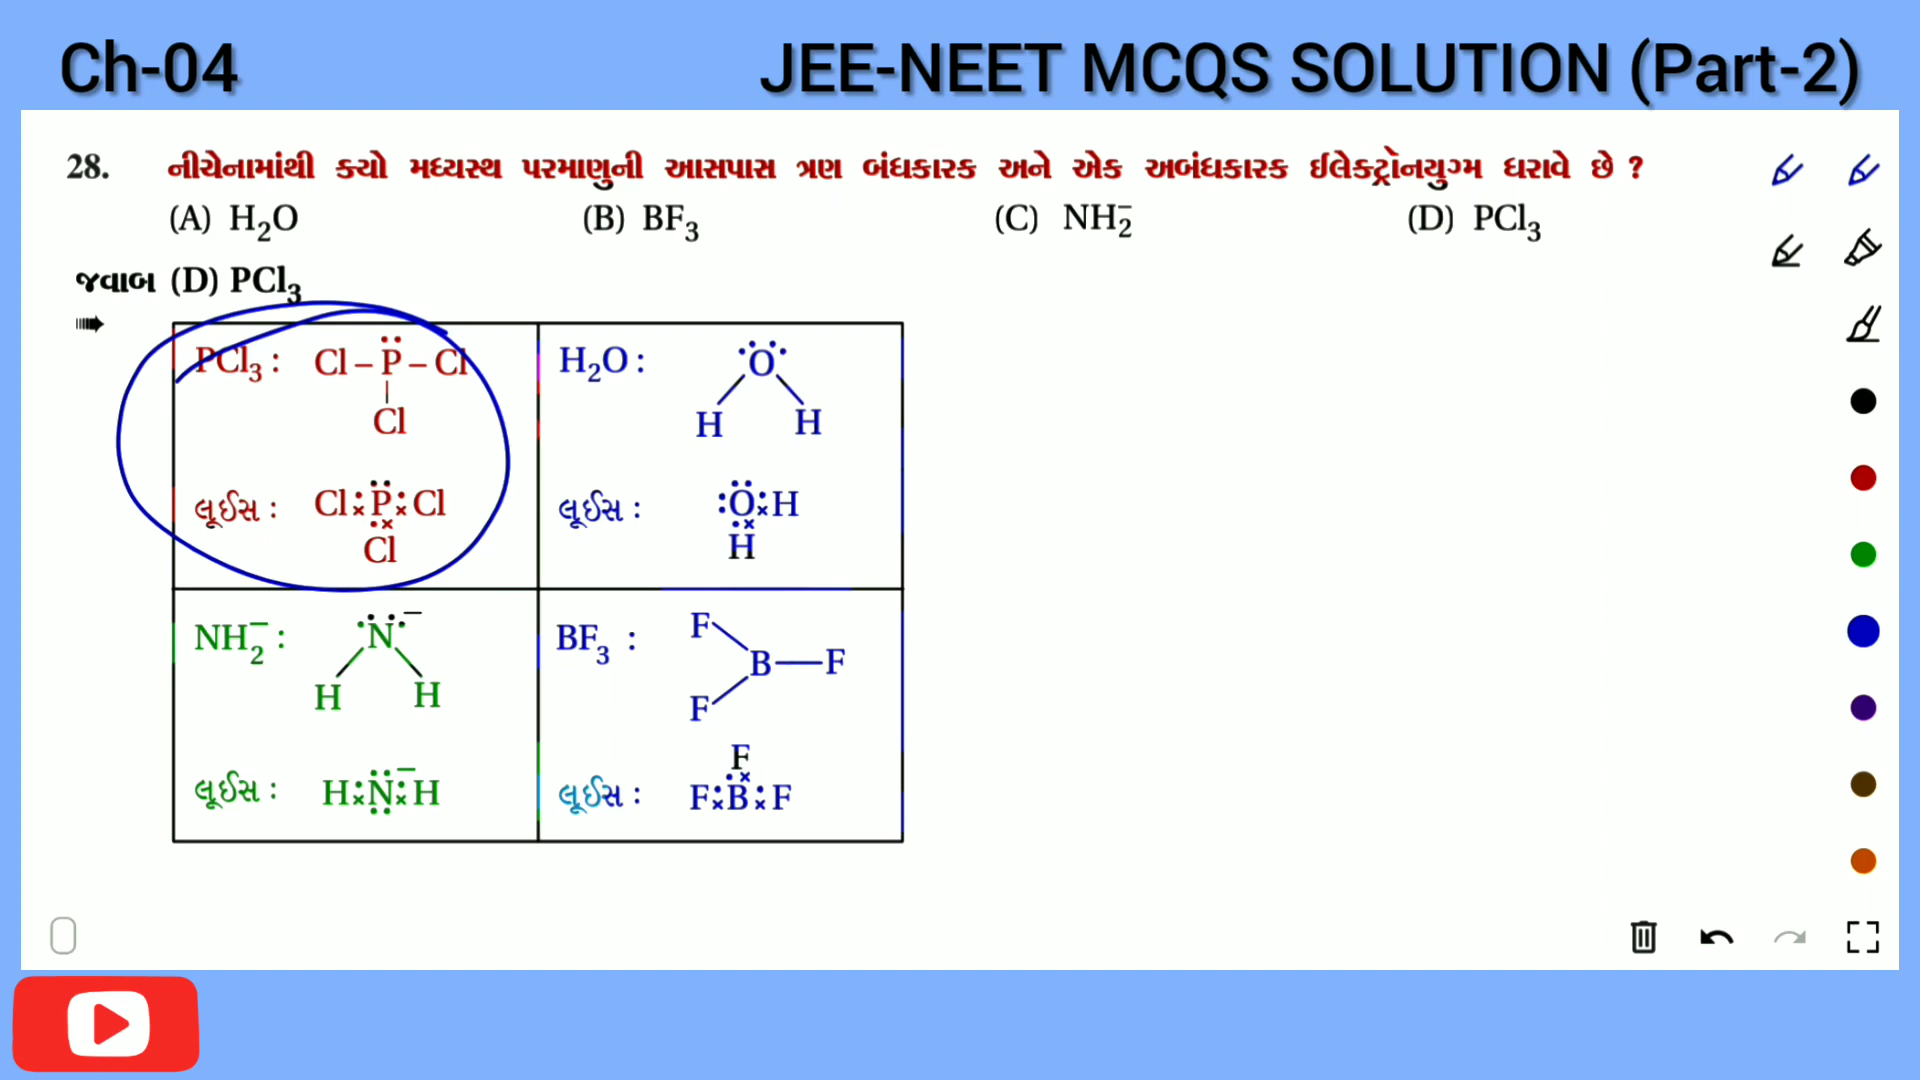 Ch-04 JEE-NEET MCQS SOLUTION (Part-2)
28. નીચેનામાંથી ક્યો મધ્યસ્થ પરમાણુની આસપાસ ત્રણ બંધકારક અને એક અબંધકારક ઈલેક્ટ્રોનયુગ્મ ધરાવે છે ?
(A) H₂O (B) BF₃ (C) NH₂⁻ (D) PCl₃
જવાબ (D) PCl₃
PCl₃ : Cl – P – Cl
Cl
લૂઈસ : Cl P Cl
Cl
H₂O : O
H H
લૂઈસ : O H
H
NH₂⁻ : N⁻
H H
લૂઈસ : H N⁻ H
BF₃ : F
B — F
F
લૂઈસ : F
F B F